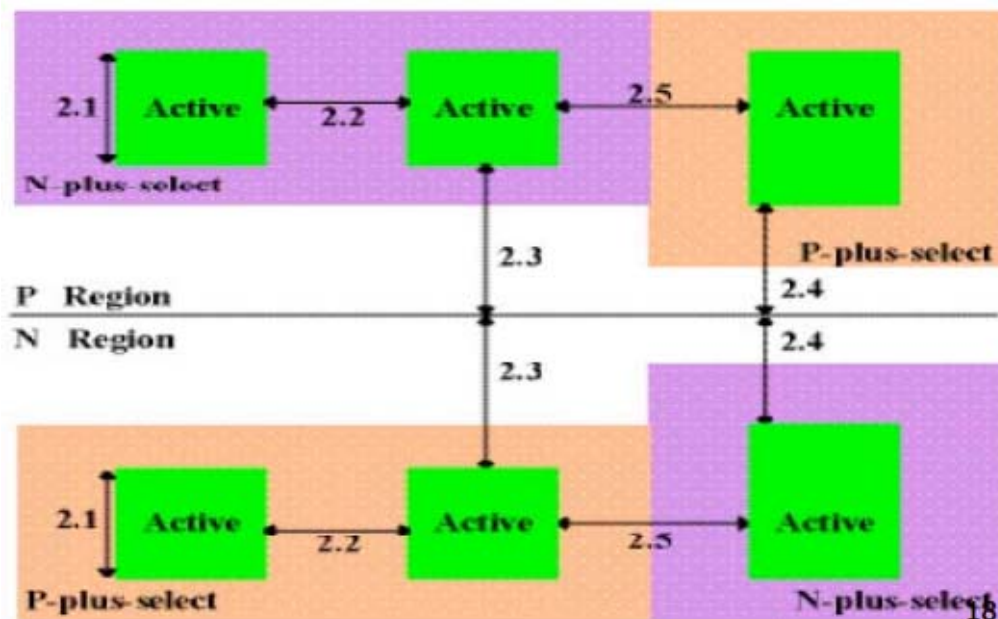 2.1 Active 2.2 Active 2.5 Active
N-plus-select
2.3
P-plus-select
2.4
P Region
N Region
2.4
2.3
2.1 Active 2.2 Active 2.5 Active
P-plus-select
N-plus-select
18